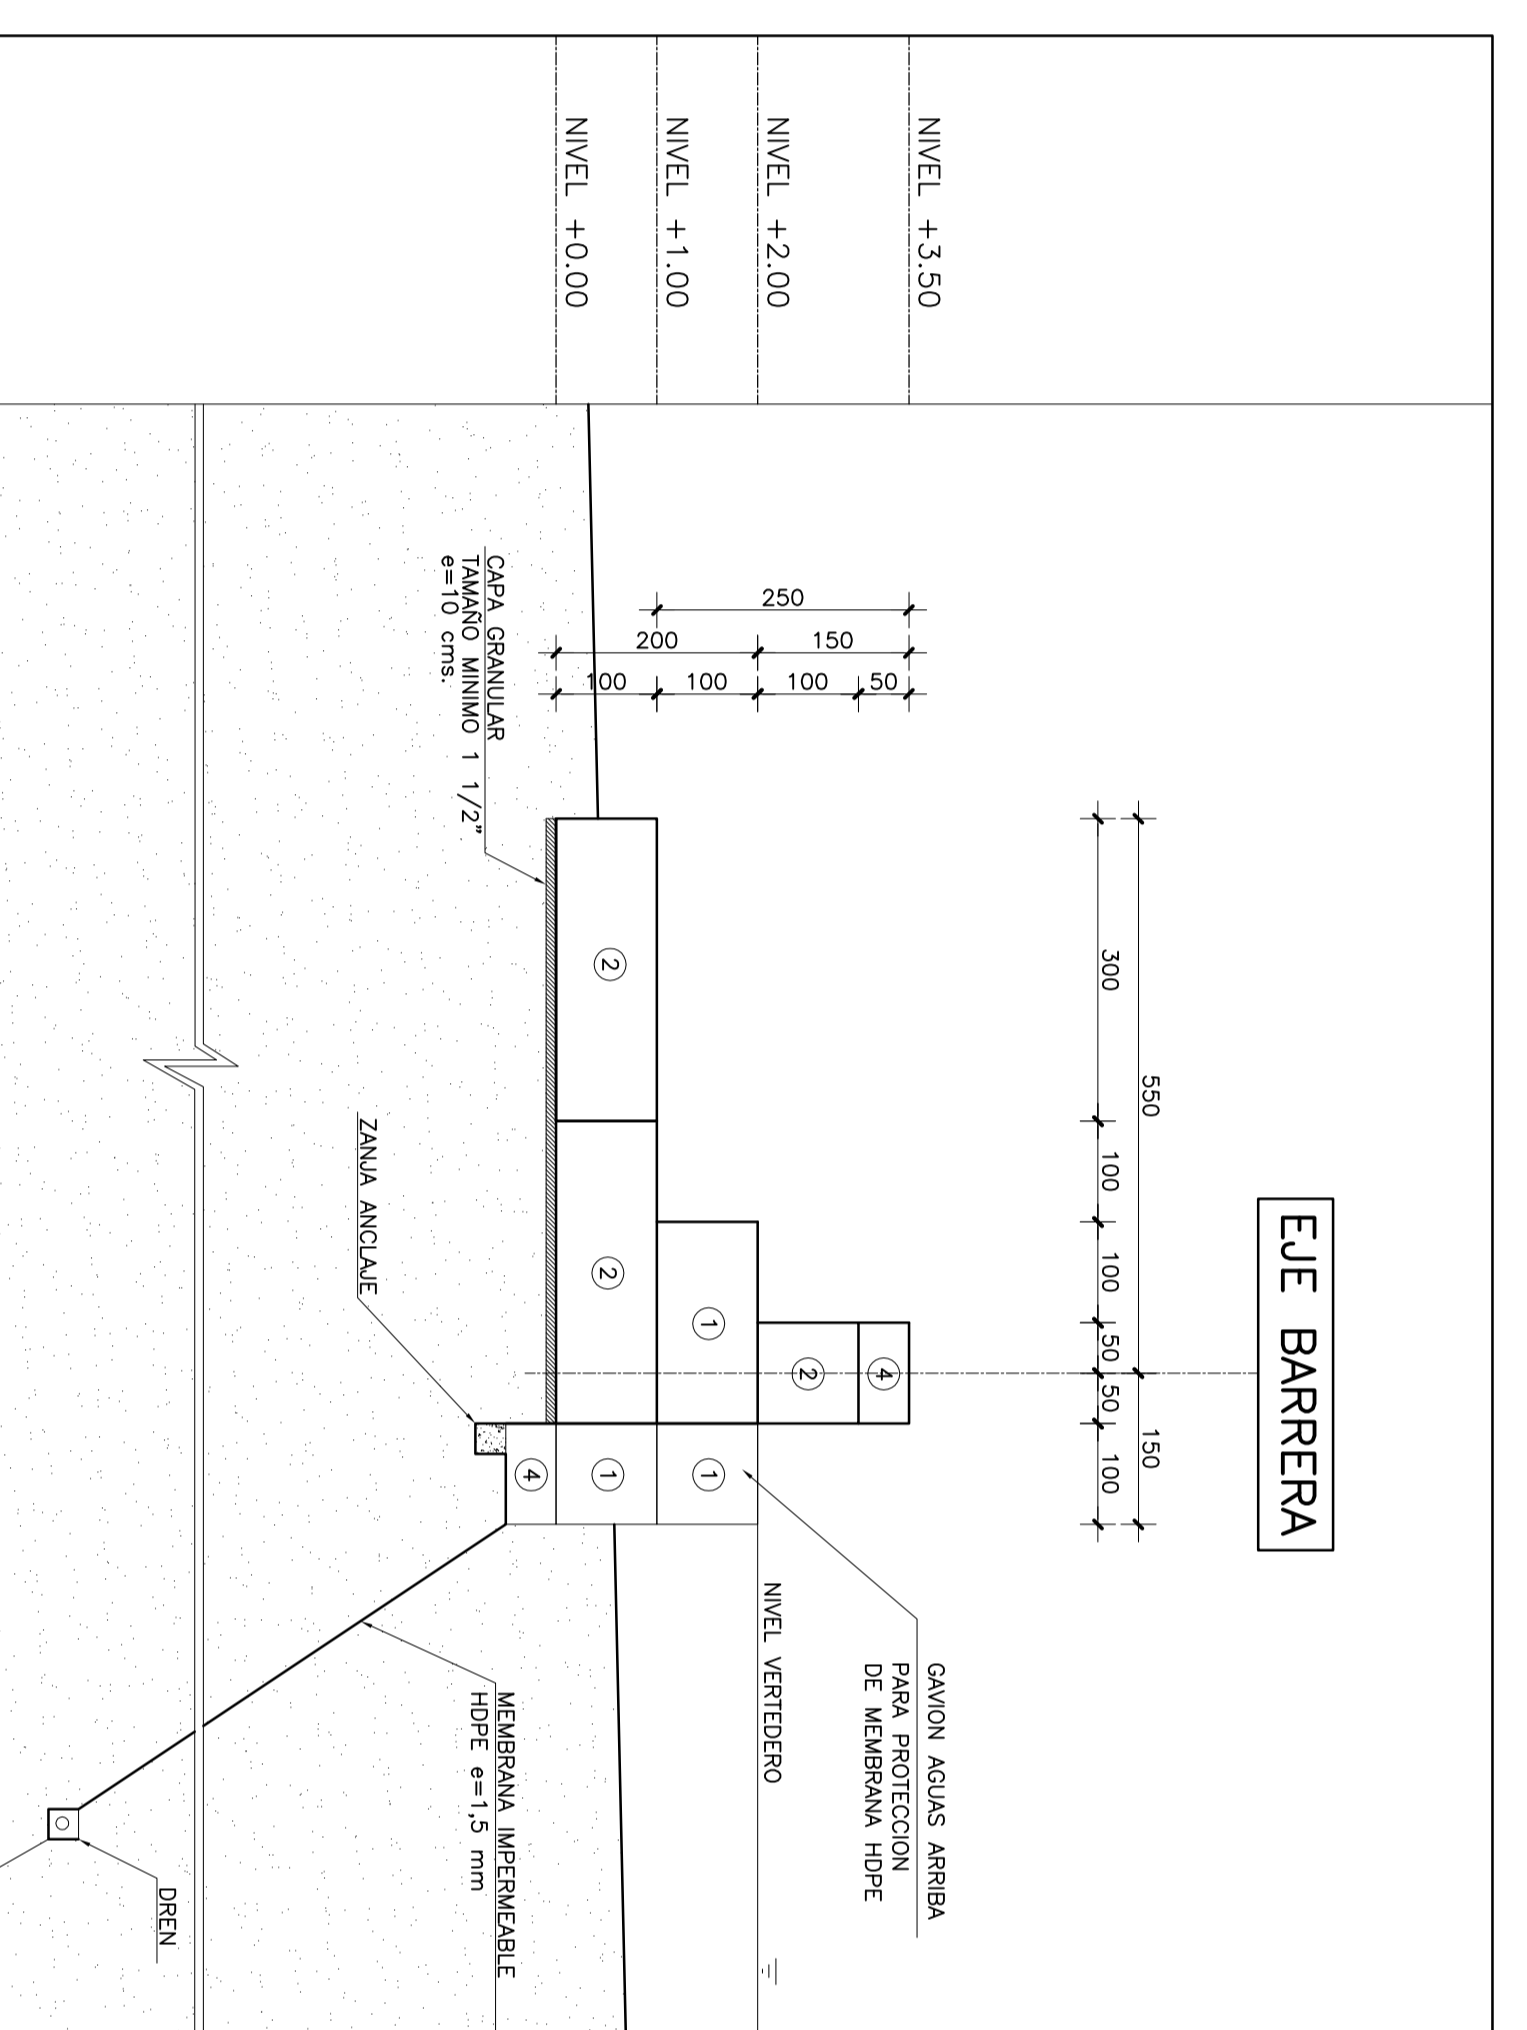 EJE BARRERA
550
150
300
100
100
50
50
100
NIVEL +3.50
NIVEL +2.00
NIVEL +1.00
NIVEL +0.00
250
200
150
100
100
100
50
4
2
1
1
2
2
1
4
GAVION AGUAS ARRIBA
PARA PROTECCION
DE MEMBRANA HDPE
NIVEL VERTEDERO
CAPA GRANULAR
TAMAÑO MINIMO 1 1/2"
e=10 cms.
ZANJA ANCLAJE
MEMBRANA IMPERMEABLE
HDPE e=1,5 mm
DREN